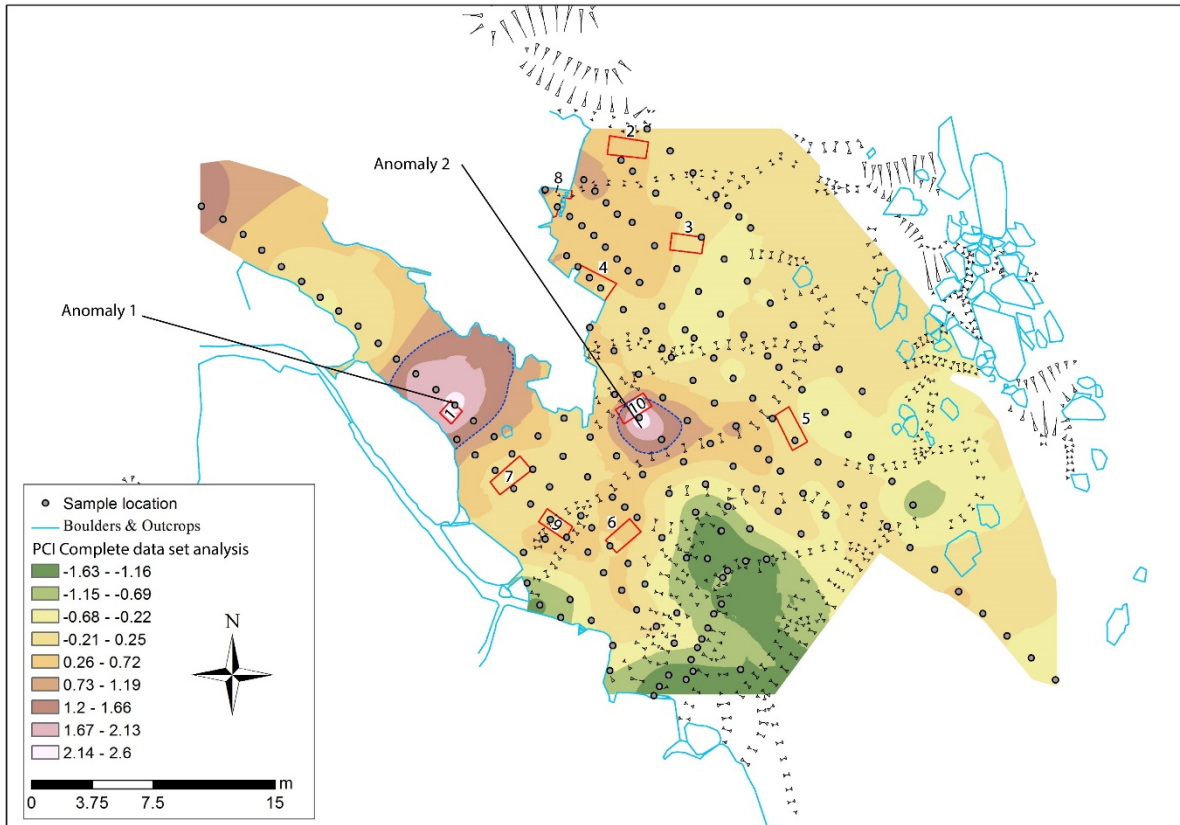 2
Anomaly 2
8
3
4
Anomaly 1
10
1
5
7
9
6
Sample location
Boulders & Outcrops
PCI Complete data set analysis
-1.63 - -1.16
-1.15 - -0.69
-0.68 - -0.22
-0.21 - 0.25
0.26 - 0.72
0.73 - 1.19
1.2 - 1.66
1.67 - 2.13
2.14 - 2.6
N
m
0 3.75 7.5 15